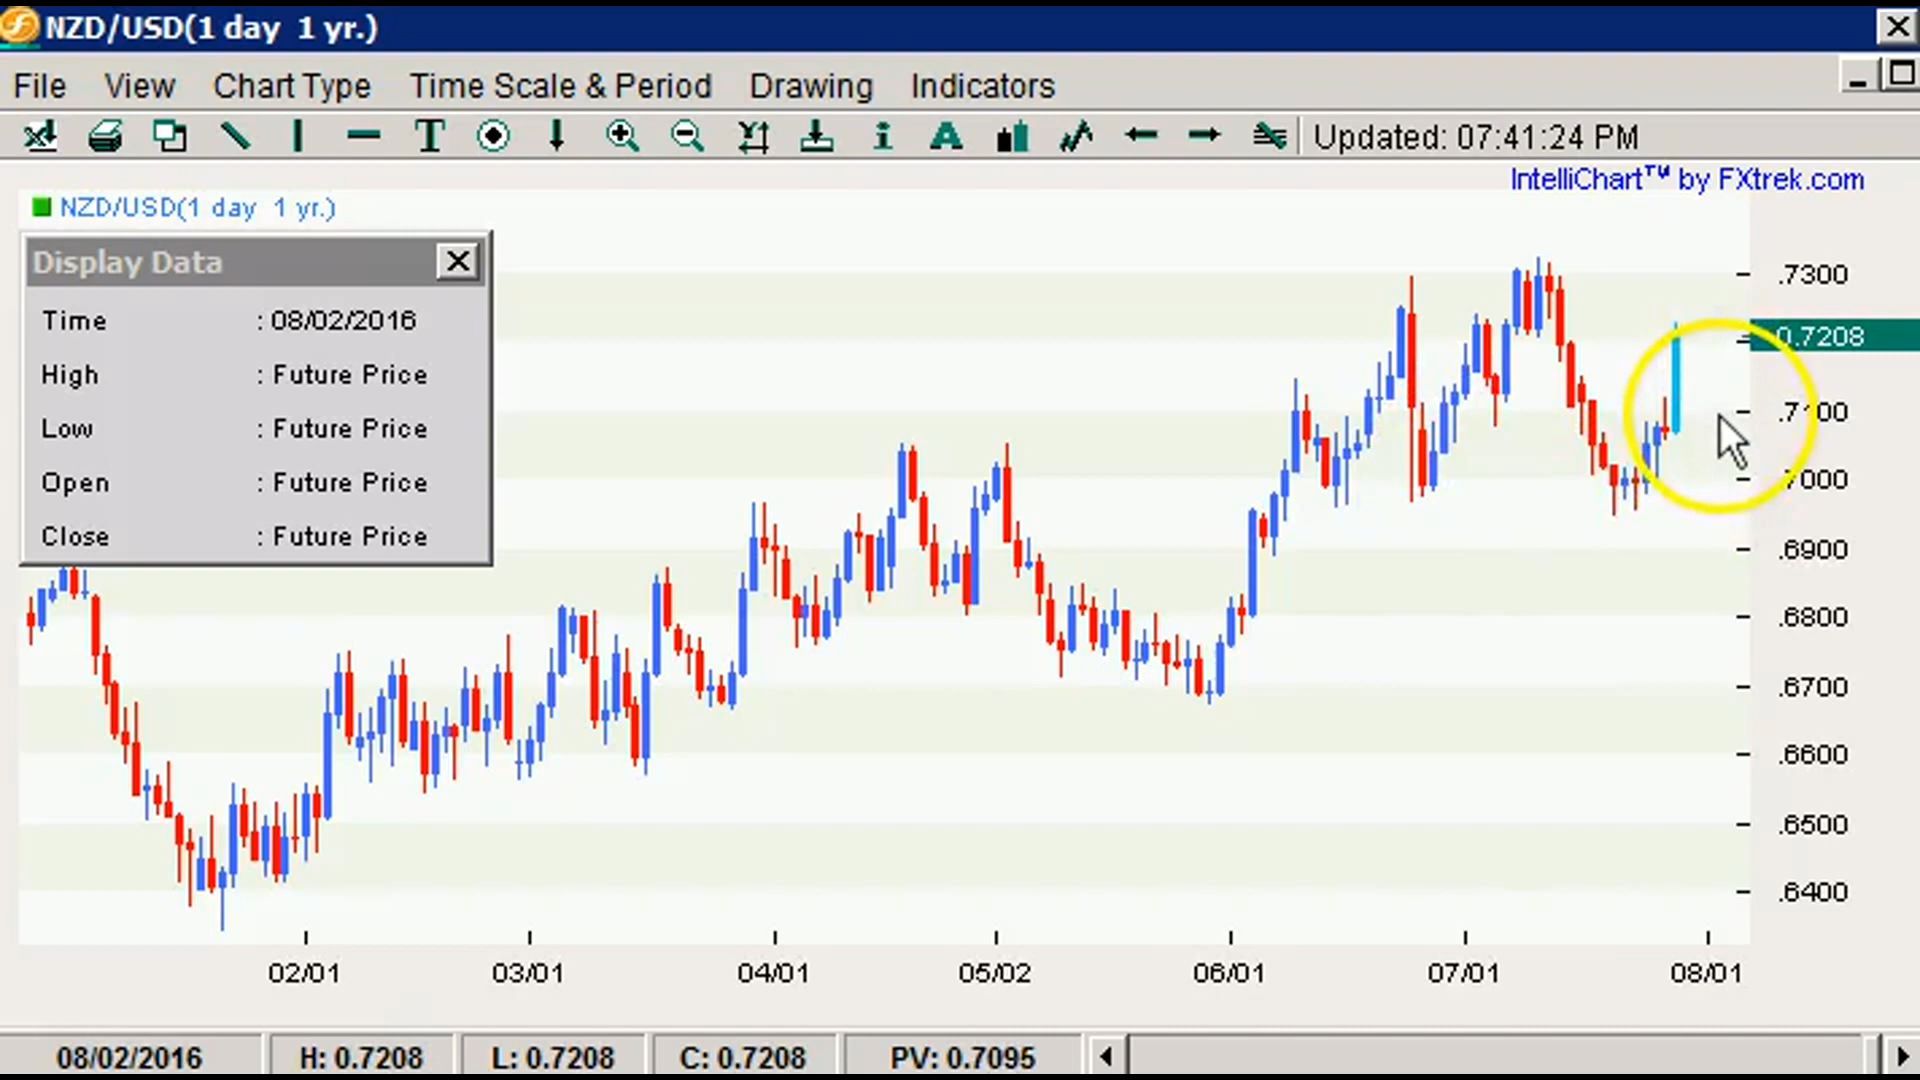 NZD/USD(1 day 1 yr.)
File View Chart Type Time Scale & Period Drawing Indicators
Updated: 07:41:24 PM
IntelliChart™ by FXtrek.com
NZD/USD(1 day 1 yr.)
Display Data
Time : 08/02/2016
High : Future Price
Low : Future Price
Open : Future Price
Close : Future Price
.7300
0.7208
.7100
.7000
.6900
.6800
.6700
.6600
.6500
.6400
02/01 03/01 04/01 05/02 06/01 07/01 08/01
08/02/2016 H: 0.7208 L: 0.7208 C: 0.7208 PV: 0.7095